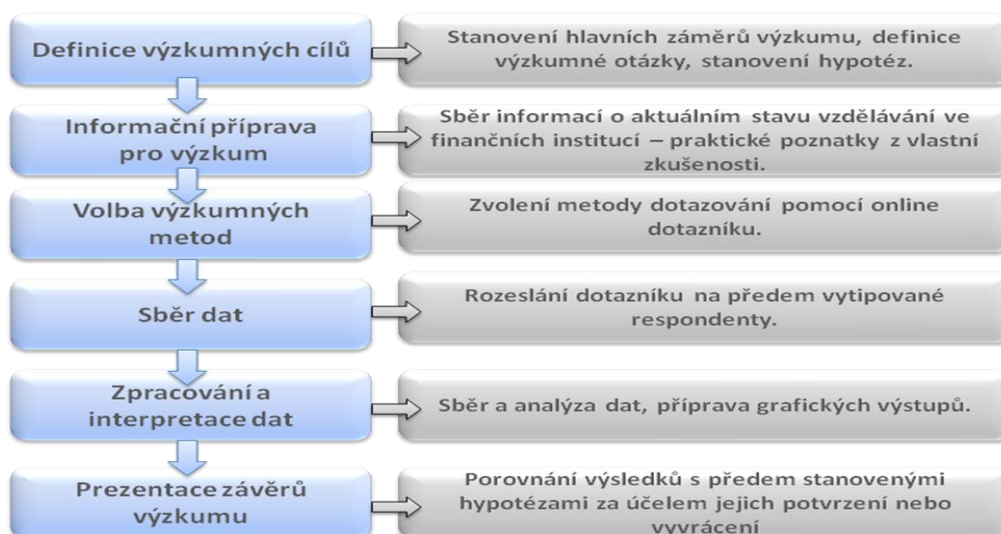 Definice výzkumných cílů
Stanovení hlavních záměrů výzkumu, definice
výzkumné otázky, stanovení hypotéz.
Informační příprava
pro výzkum
Sběr informací o aktuálním stavu vzdělávání ve
finančních institucí – praktické poznatky z vlastní
zkušenosti.
Volba výzkumných
metod
Zvolení metody dotazování pomocí online
dotazníku.
Sběr dat
Rozeslání dotazníku na předem vytipované
respondenty.
Zpracování a
interpretace dat
Sběr a analýza dat, příprava grafických výstupů.
Prezentace závěrů
výzkumu
Porovnání výsledků s předem stanovenými
hypotézami za účelem jejich potvrzení nebo
vyvrácení